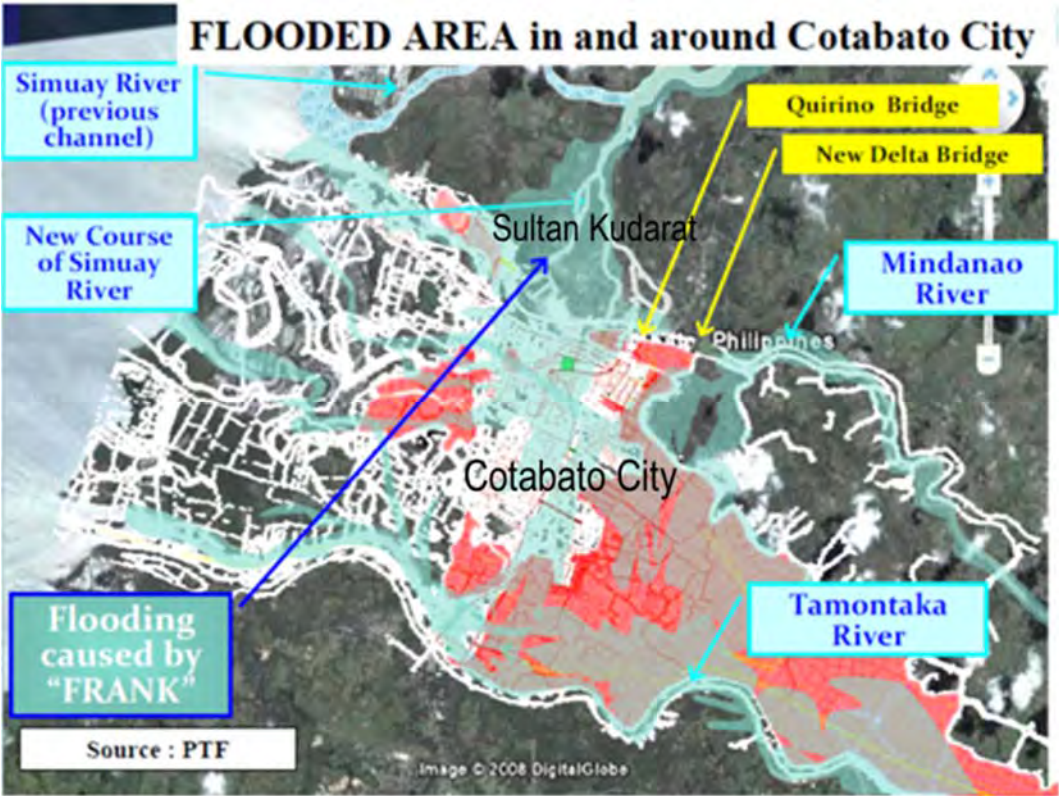 FLOODED AREA in and around Cotabato City
Simuay River
(previous
channel)
Quirino Bridge
New Delta Bridge
New Course
of Simuay
River
Sultan Kudarat
Mindanao
River
Philippines
Cotabato City
Flooding
caused by
“FRANK”
Tamontaka
River
Source : PTF
Image © 2008 DigitalGlobe